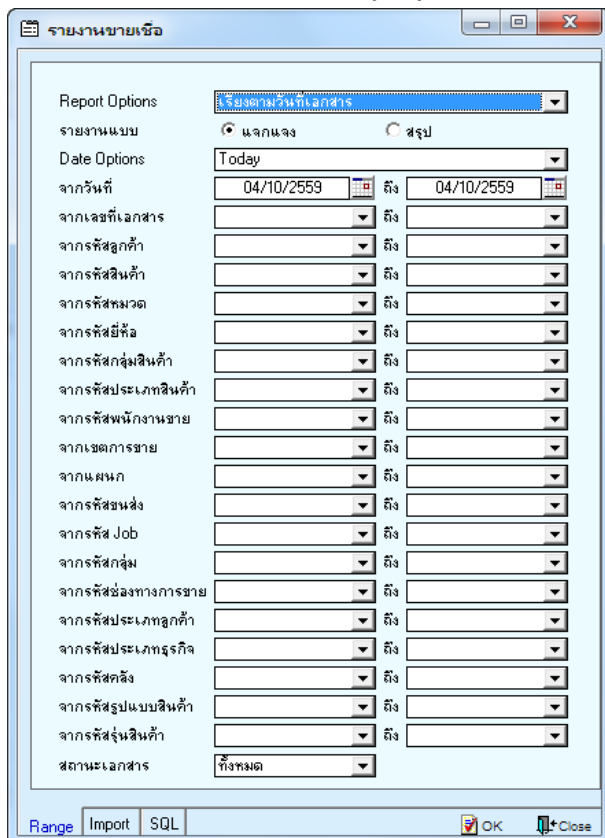 รายงานขายเชื่อ
Report Options เรียงตามวันที่เอกสาร
รายงานแบบ แจกแจง สรุป
Date Options Today
จากวันที่ 04/10/2559 ถึง 04/10/2559
จากเลขที่เอกสาร ถึง
จากรหัสลูกค้า ถึง
จากรหัสสินค้า ถึง
จากรหัสหมวด ถึง
จากรหัสยี่ห้อ ถึง
จากรหัสกลุ่มสินค้า ถึง
จากรหัสประเภทสินค้า ถึง
จากรหัสพนักงานขาย ถึง
จากเขตการขาย ถึง
จากแผนก ถึง
จากรหัสขนส่ง ถึง
จากรหัส Job ถึง
จากรหัสกลุ่ม ถึง
จากรหัสช่องทางการขาย ถึง
จากรหัสประเภทลูกค้า ถึง
จากรหัสประเภทธุรกิจ ถึง
จากรหัสคลัง ถึง
จากรหัสรูปแบบสินค้า ถึง
จากรหัสรุ่นสินค้า ถึง
สถานะเอกสาร ทั้งหมด
Range Import SQL OK Close